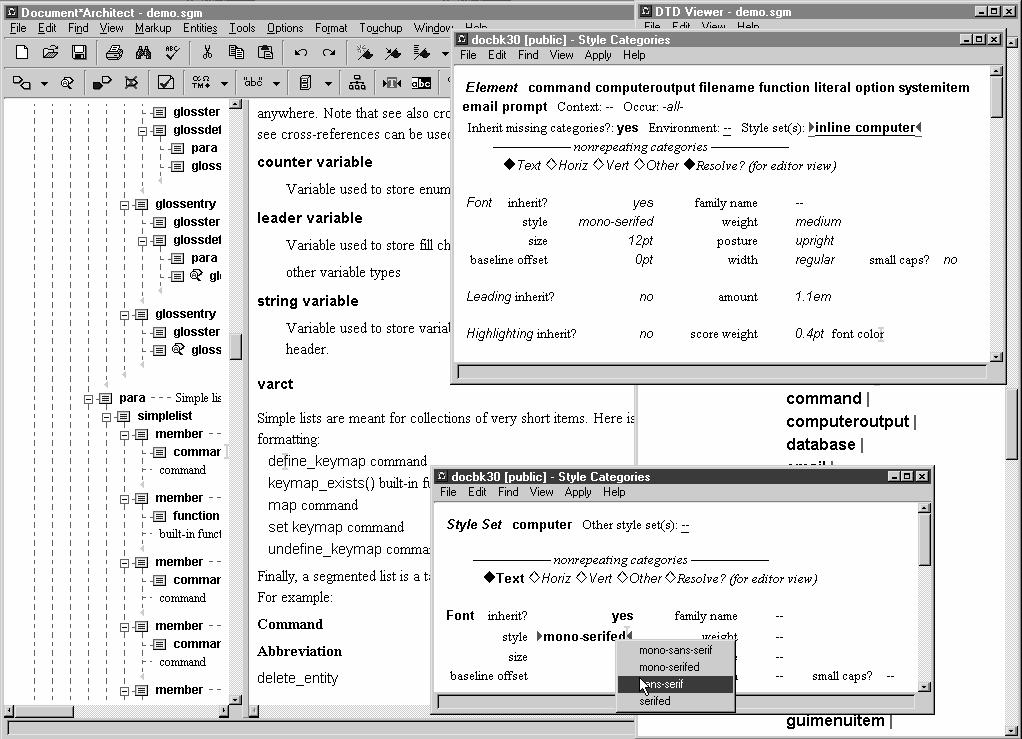 Document*Architect - demo.sgm
File Edit Find View Markup Entities Tools Options Format Touchup Window Help
abc
"abc"
abc
glosster
glossdef
para
gloss
glossentry
glosster
glossdef
para
gl
glossentry
glosster
gloss
para --- Simple lis
simplelist
member --
commar
command
member --
function
built-in funct
member --
commar
command
member --
commar
command
member --
anywhere. Note that see also cro
see cross-references can be used
counter variable
Variable used to store enum
leader variable
Variable used to store fill ch
other variable types
string variable
Variable used to store varial
header.
varct
Simple lists are meant for collections of very short items. Here is
formatting:
define_keymap command
keymap_exists() built-in fu
map command
set keymap command
undefine_keymap comma
Finally, a segmented list is a ta
For example:
Command
Abbreviation
delete_entity
DTD Viewer - demo.sgm
File Edit Find View Help
command |
computeroutput |
database |
email |
guimenuitem |
docbk30 [public] - Style Categories
File Edit Find View Apply Help
Element command computeroutput filename function literal option systemitem
email prompt Context: -- Occur: -all-
Inherit missing categories?: yes Environment: -- Style set(s): inline computer
nonrepeating categories
Text Horiz Vert Other Resolve? (for editor view)
Font inherit? yes family name --
style mono-serifed weight medium
size 12pt posture upright
baseline offset 0pt width regular small caps? no
Leading inherit? no amount 1.1em
Highlighting inherit? no score weight 0.4pt font color
docbk30 [public] - Style Categories
File Edit Find View Apply Help
Style Set computer Other style set(s): --
nonrepeating categories
Text Horiz Vert Other Resolve? (for editor view)
Font inherit? yes family name --
style mono-serifed weight --
size --
baseline offset -- small caps? --
mono-sans-serif
mono-serifed
sans-serif
serifed